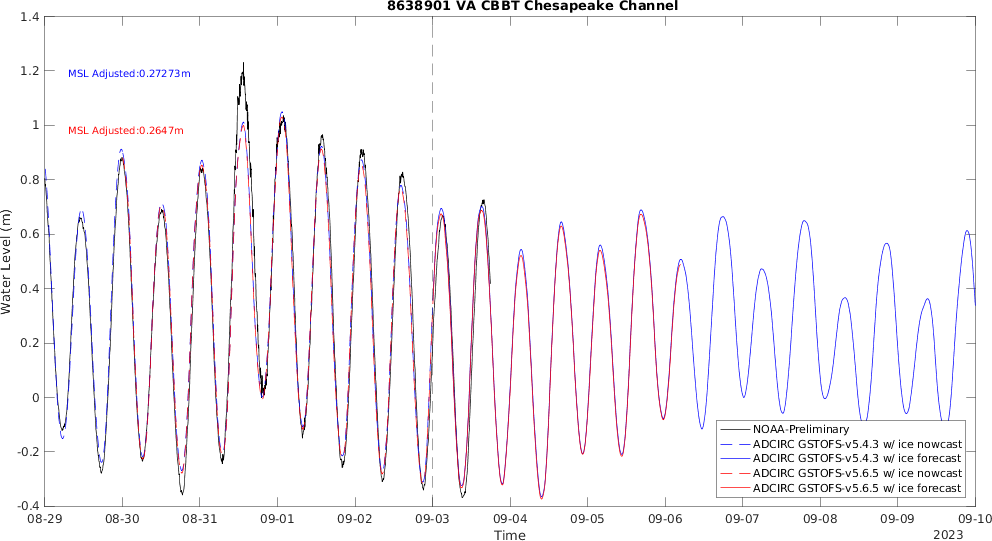 8638901 VA CBBT Chesapeake Channel
1.4
1.2
1
0.8
0.6
0.4
0.2
0
-0.2
-0.4
Water Level (m)
MSL Adjusted:0.27273m
MSL Adjusted:0.2647m
NOAA-Preliminary
ADCIRC GSTOFS-v5.4.3 w/ ice nowcast
ADCIRC GSTOFS-v5.4.3 w/ ice forecast
ADCIRC GSTOFS-v5.6.5 w/ ice nowcast
ADCIRC GSTOFS-v5.6.5 w/ ice forecast
08-29 08-30 08-31 09-01 09-02 09-03 09-04 09-05 09-06 09-07 09-08 09-09 09-10
Time
2023